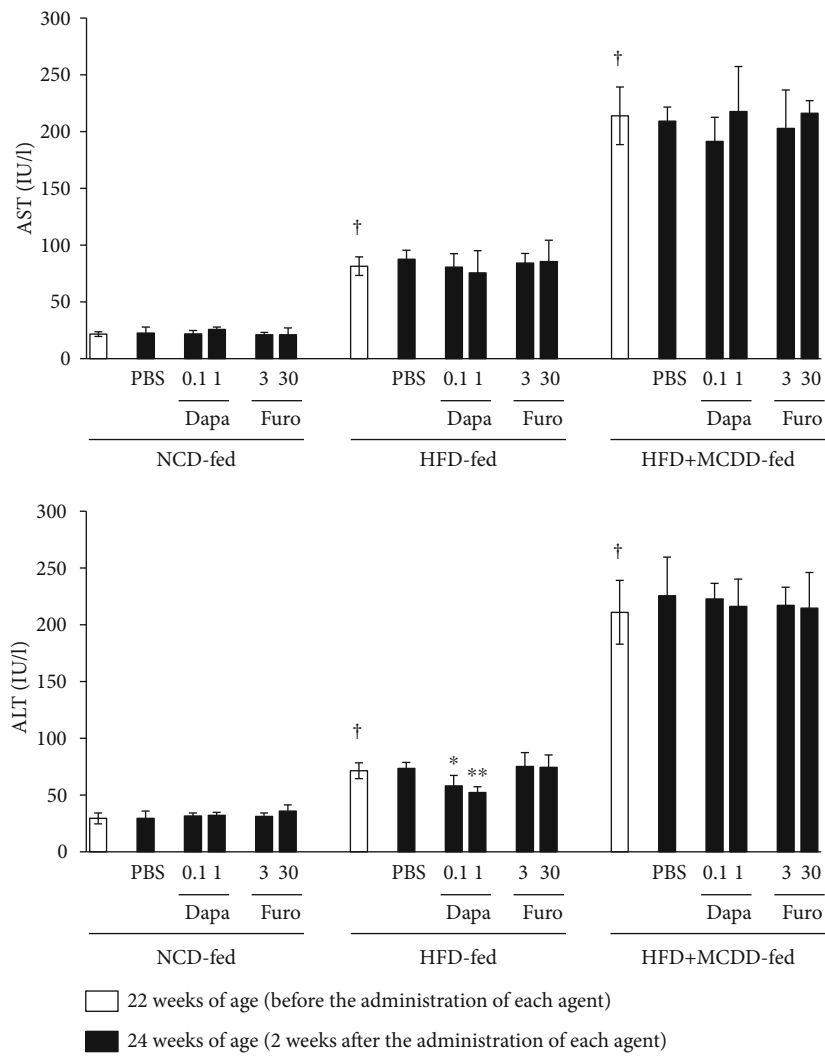 300
250
200
150
100
50
0
AST (IU/l)
†
†
PBS 0.1 1 3 30 PBS 0.1 1 3 30 PBS 0.1 1 3 30
Dapa Furo Dapa Furo Dapa Furo
NCD-fed HFD-fed HFD+MCDD-fed
300
250
200
150
100
50
0
ALT (IU/l)
†
†
* **
PBS 0.1 1 3 30 PBS 0.1 1 3 30 PBS 0.1 1 3 30
Dapa Furo Dapa Furo Dapa Furo
NCD-fed HFD-fed HFD+MCDD-fed
22 weeks of age (before the administration of each agent)
24 weeks of age (2 weeks after the administration of each agent)